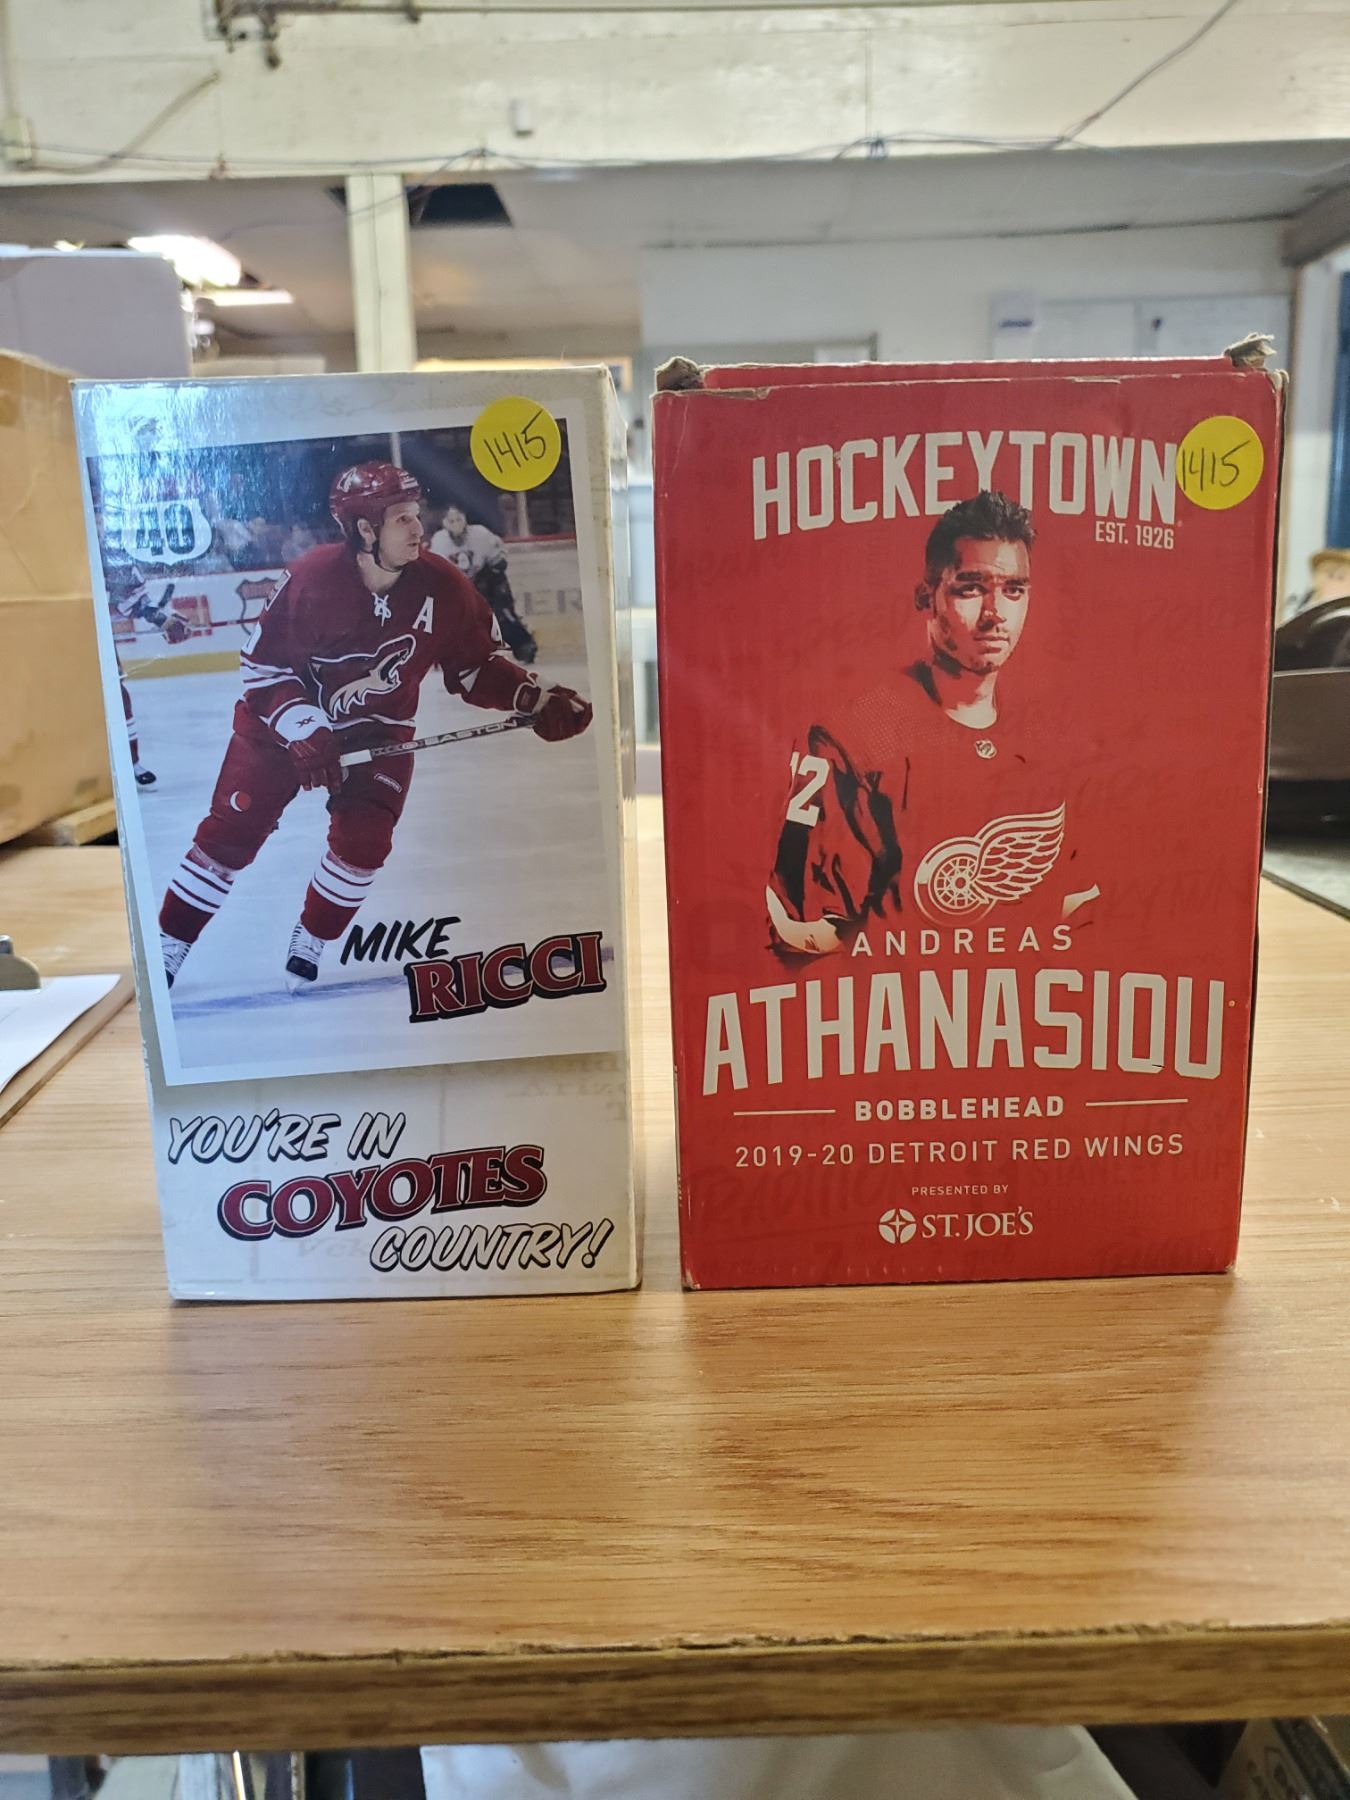 1415
40
A
EASTON
MIKE
RICCI
YOU'RE IN
COYOTES
COUNTRY!
HOCKEYTOWN
EST. 1926
1415
12
ANDREAS
ATHANASIOU
BOBBLEHEAD
2019-20 DETROIT RED WINGS
PRESENTED BY
ST. JOE'S